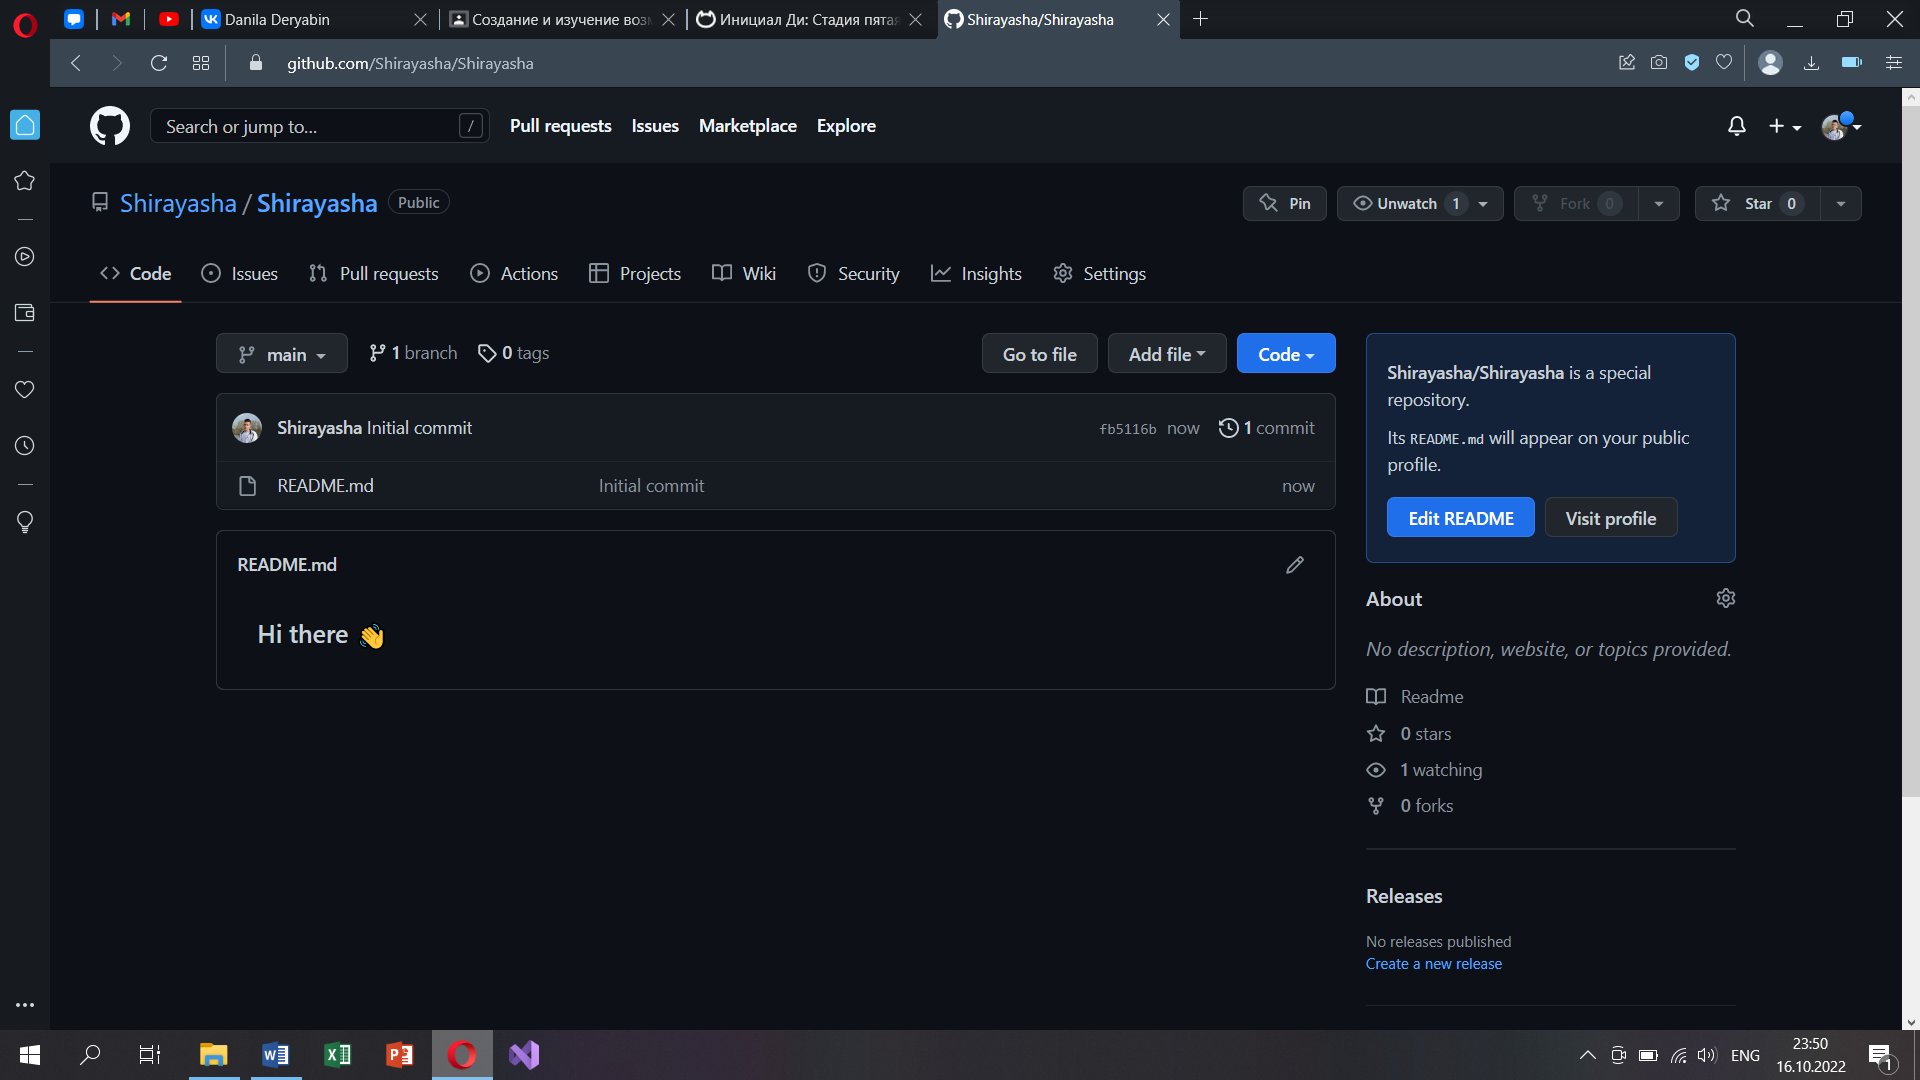 Danila Deryabin
Создание и изучение воз
Инициал Ди: Стадия пятая
Shirayasha/Shirayasha
github.com/Shirayasha/Shirayasha
Search or jump to...
/
Pull requests
Issues
Marketplace
Explore
Shirayasha / Shirayasha
Public
Pin
Unwatch 1
Fork 0
Star 0
Code
Issues
Pull requests
Actions
Projects
Wiki
Security
Insights
Settings
main
1 branch
0 tags
Go to file
Add file
Code
Shirayasha Initial commit
fb5116b now
1 commit
README.md
Initial commit
now
README.md
Hi there 👋
Shirayasha/Shirayasha is a special
repository.
Its README.md will appear on your public
profile.
Edit README
Visit profile
About
No description, website, or topics provided.
Readme
0 stars
1 watching
0 forks
Releases
No releases published
Create a new release
ENG
23:50
16.10.2022
1